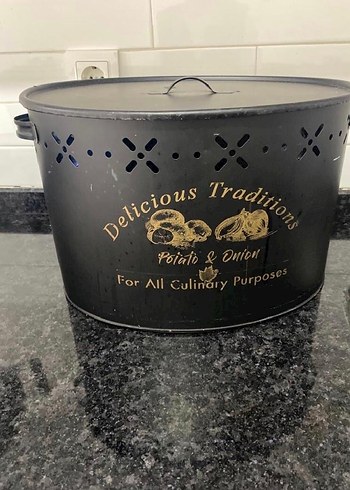 Delicious Traditions
Potato & Onion
For All Culinary Purposes